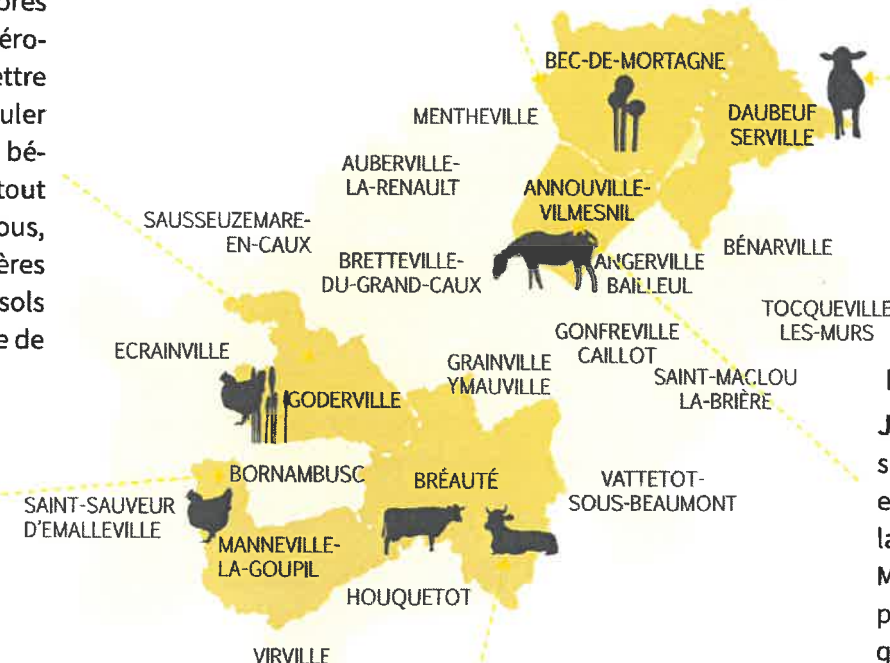 pres
éro-
ettre
uler
bé-
tout
ous,
ères
sols
e de
BEC-DE-MORTAGNE
MENTHEVILLE
DAUBEUF
SERVILLE
AUBERVILLE-
LA-RENAULT
ANNOUVILLE-
VILMESNIL
SAUSSEUZEMARE-
EN-CAUX
BÉNARVILLE
BRETTEVILLE-
DU-GRAND-CAUX
ANGERVILLE
BAILLEUL
TOCQUEVILLE
LES-MURS
GONFREVILLE
CAILLOT
ECRAINVILLE
GRAINVILLE
YMAUVILLE
SAINT-MACLOU
LA-BRIÈRE
GODERVILLE
BORNAMBUSC
BRÉAUTÉ
VATTETOT-
SOUS-BEAUMONT
SAINT-SAUVEUR
D'EMALLEVILLE
MANNEVILLE-
LA-GOUPIL
HOUQUETOT
VIRVILLE
J
s
e
la
M
p
q